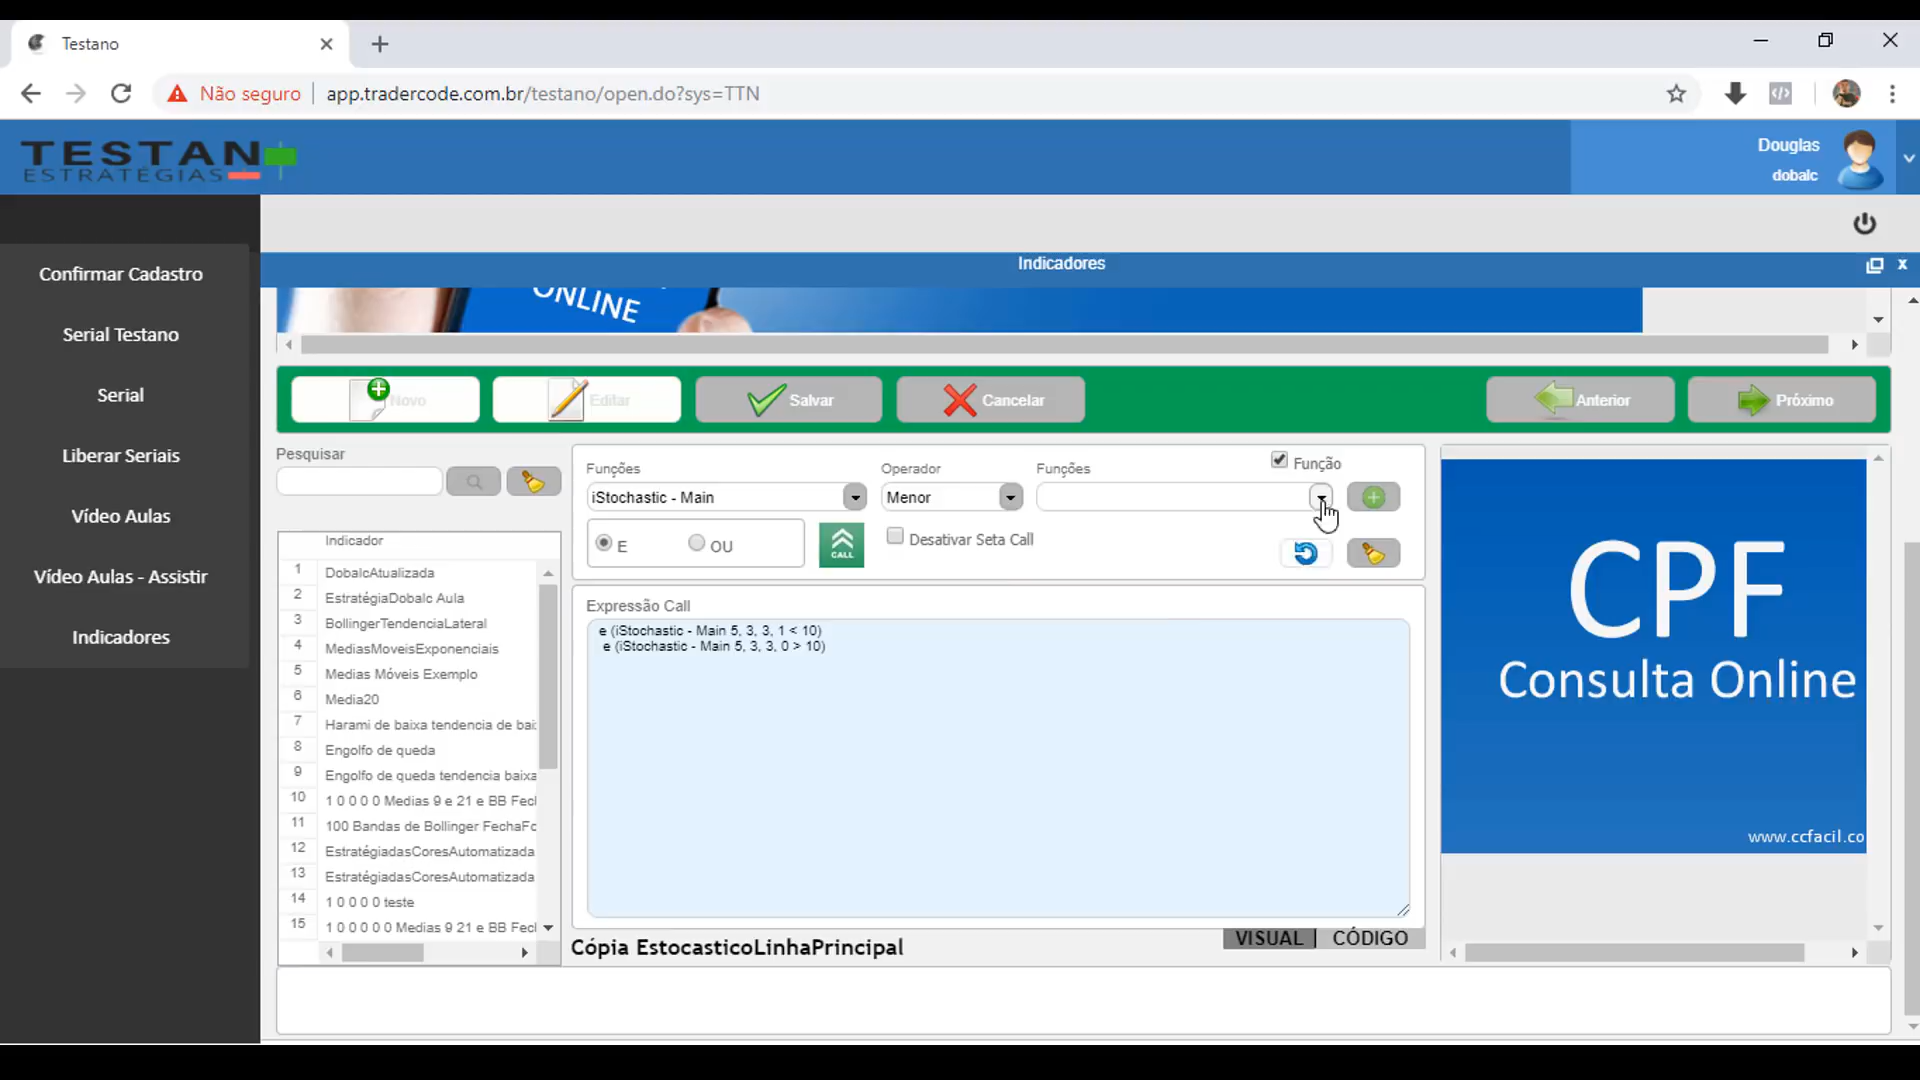 Testano
Não seguro
app.tradercode.com.br/testano/open.do?sys=TTN
TESTAN
ESTRATÉGIAS
Douglas
dobalc
Indicadores
Confirmar Cadastro
Serial Testano
Serial
Liberar Seriais
Vídeo Aulas
Vídeo Aulas - Assistir
Indicadores
ONLINE
Novo
Editar
Salvar
Cancelar
Anterior
Próximo
Pesquisar
Funções
Operador
Funções
Função
iStochastic - Main
Menor
E
OU
CALL
Desativar Seta Call
Indicador
1 DobalcAtualizada
2 EstratégiaDobalc Aula
3 BollingerTendenciaLateral
4 MediasMoveisExponenciais
5 Medias Móveis Exemplo
6 Media20
7 Harami de baixa tendencia de bai
8 Engolfo de queda
9 Engolfo de queda tendencia baixa
10 1 0 0 0 0 Medias 9 e 21 e BB Fecl
11 100 Bandas de Bollinger FechaFo
12 EstratégiadasCoresAutomatizada
13 EstratégiadasCoresAutomatizada
14 1 0 0 0 0 teste
15 1 0 0 0 0 0 Medias 9 21 e BB Fecl
Expressão Call
e (iStochastic - Main 5, 3, 3, 1 < 10)
e (iStochastic - Main 5, 3, 3, 0 > 10)
Cópia EstocasticoLinhaPrincipal
VISUAL | CÓDIGO
CPF
Consulta Online
www.ccfacil.co